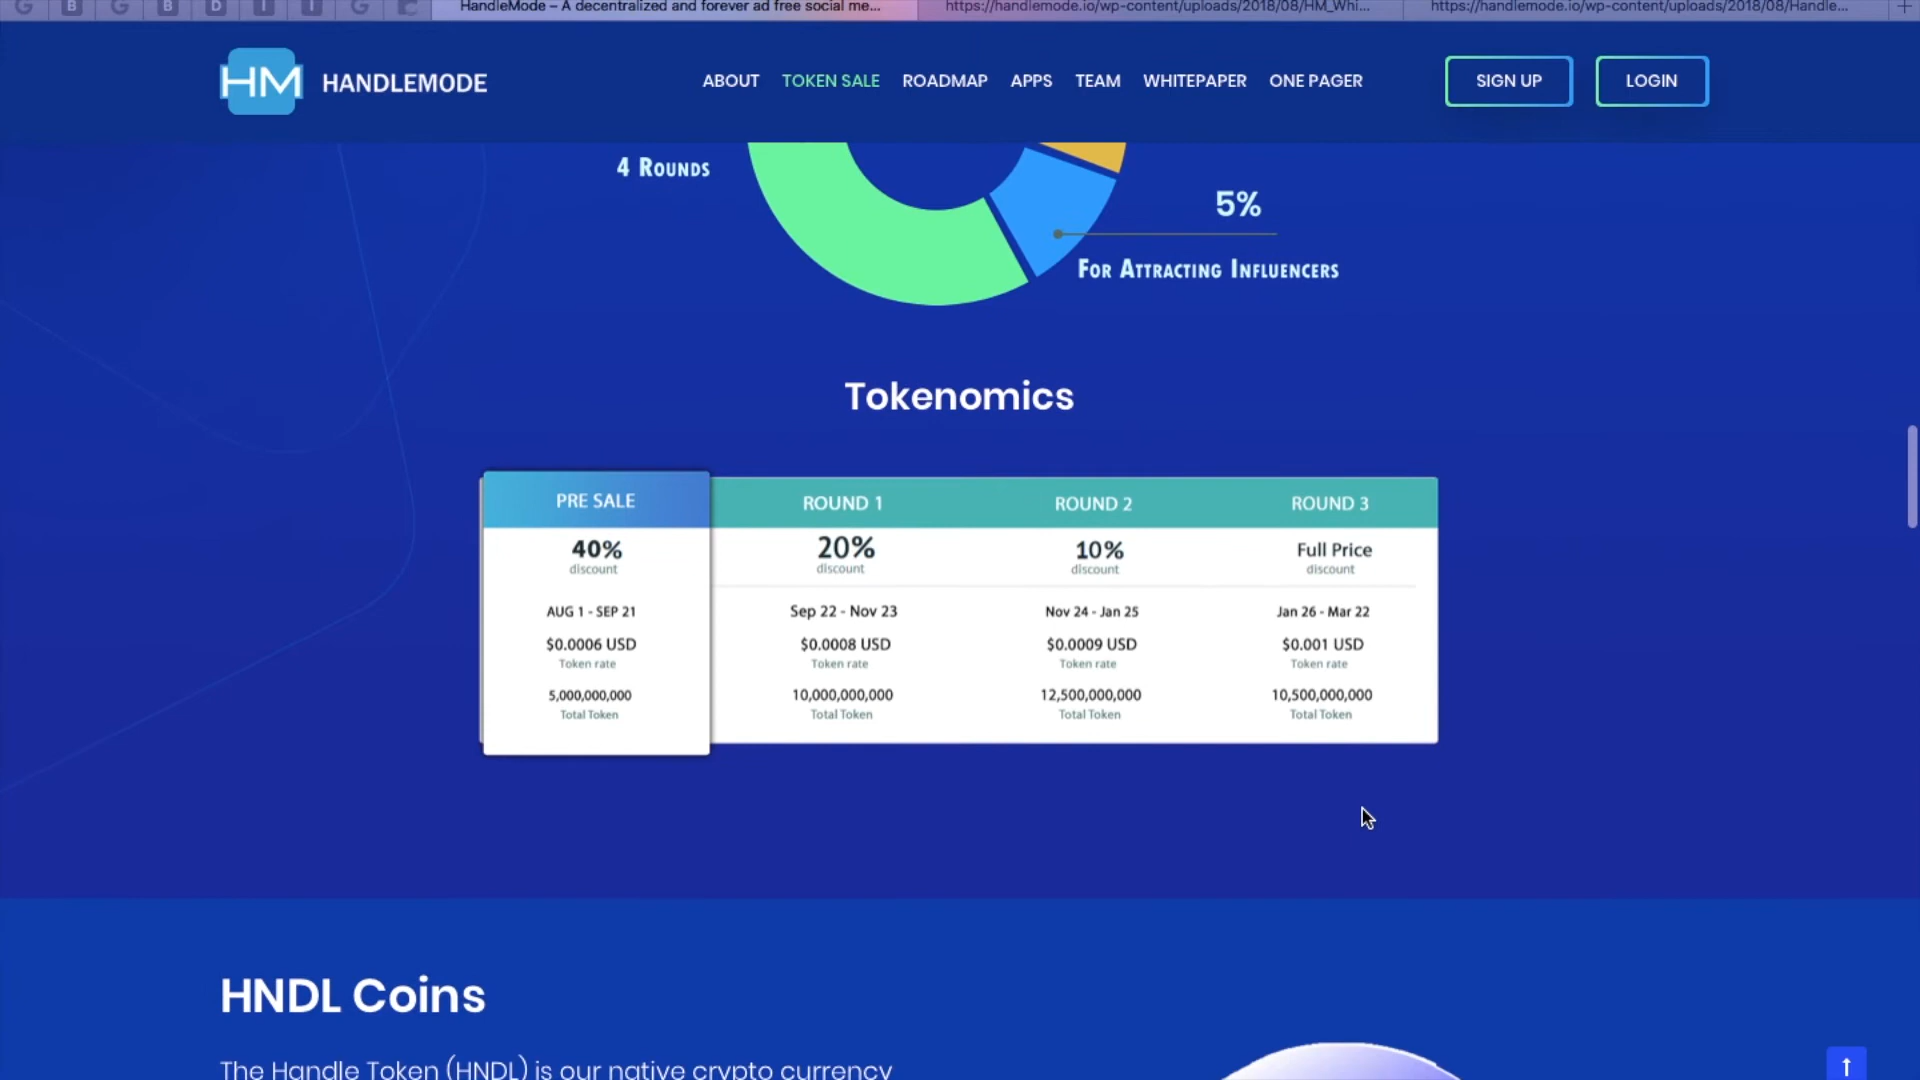 G B G B D I I G C HandleMode – A decentralized and forever ad free social me... https://handlemode.io/wp-content/uploads/2018/08/HM_Whi... https://handlemode.io/wp-content/uploads/2018/08/Handle... +
HM HANDLEMODE ABOUT TOKEN SALE ROADMAP APPS TEAM WHITEPAPER ONE PAGER SIGN UP LOGIN
4 Rounds
5%
For Attracting Influencers
Tokenomics
PRE SALE ROUND 1 ROUND 2 ROUND 3
40% 20% 10% Full Price
discount discount discount discount
AUG 1 - SEP 21 Sep 22 - Nov 23 Nov 24 - Jan 25 Jan 26 - Mar 22
$0.0006 USD $0.0008 USD $0.0009 USD $0.001 USD
Token rate Token rate Token rate Token rate
5,000,000,000 10,000,000,000 12,500,000,000 10,500,000,000
Total Token Total Token Total Token Total Token
HNDL Coins
The Handle Token (HNDL) is our native crypto currency